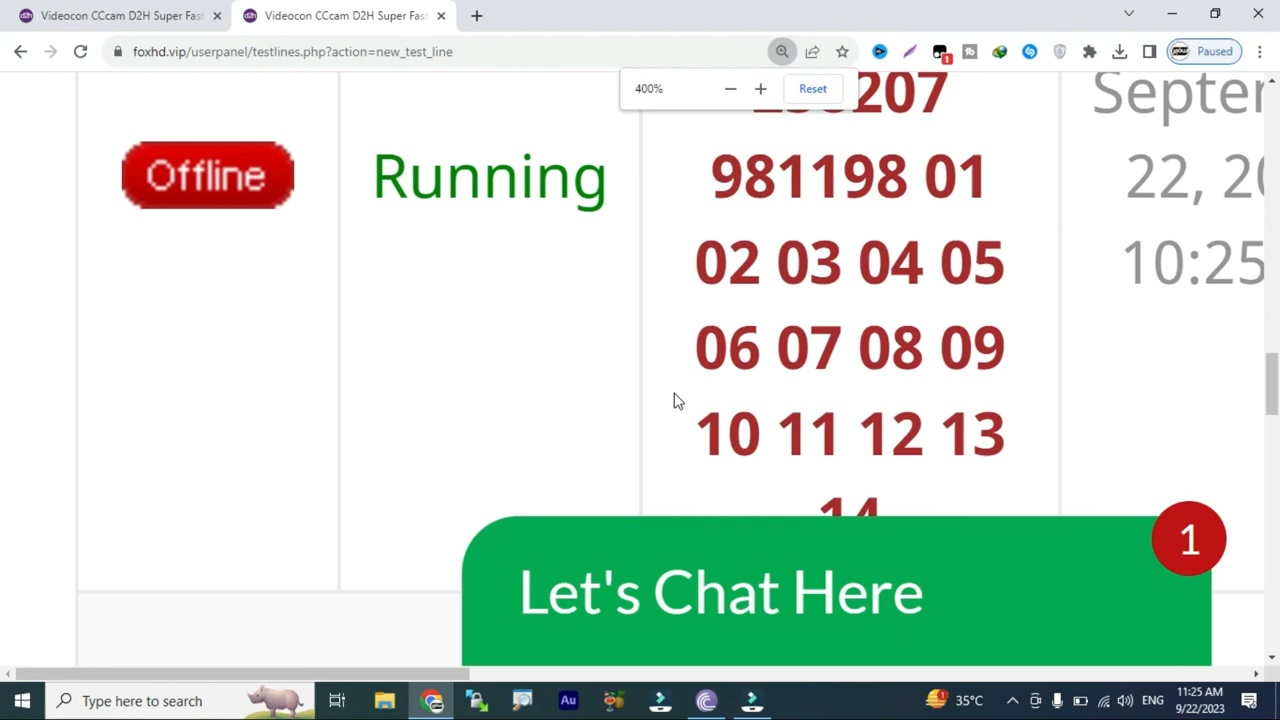 Videocon CCcam D2H Super Fast
Videocon CCcam D2H Super Fast
foxhd.vip/userpanel/testlines.php?action=new_test_line
1
Paused
400%
Reset
207
Offline
Running
981198 01
02 03 04 05
06 07 08 09
10 11 12 13
14
22, 20
10:25
Let's Chat Here
1
Type here to search
Au
1
35°C
ENG
11:25 AM
9/22/2023